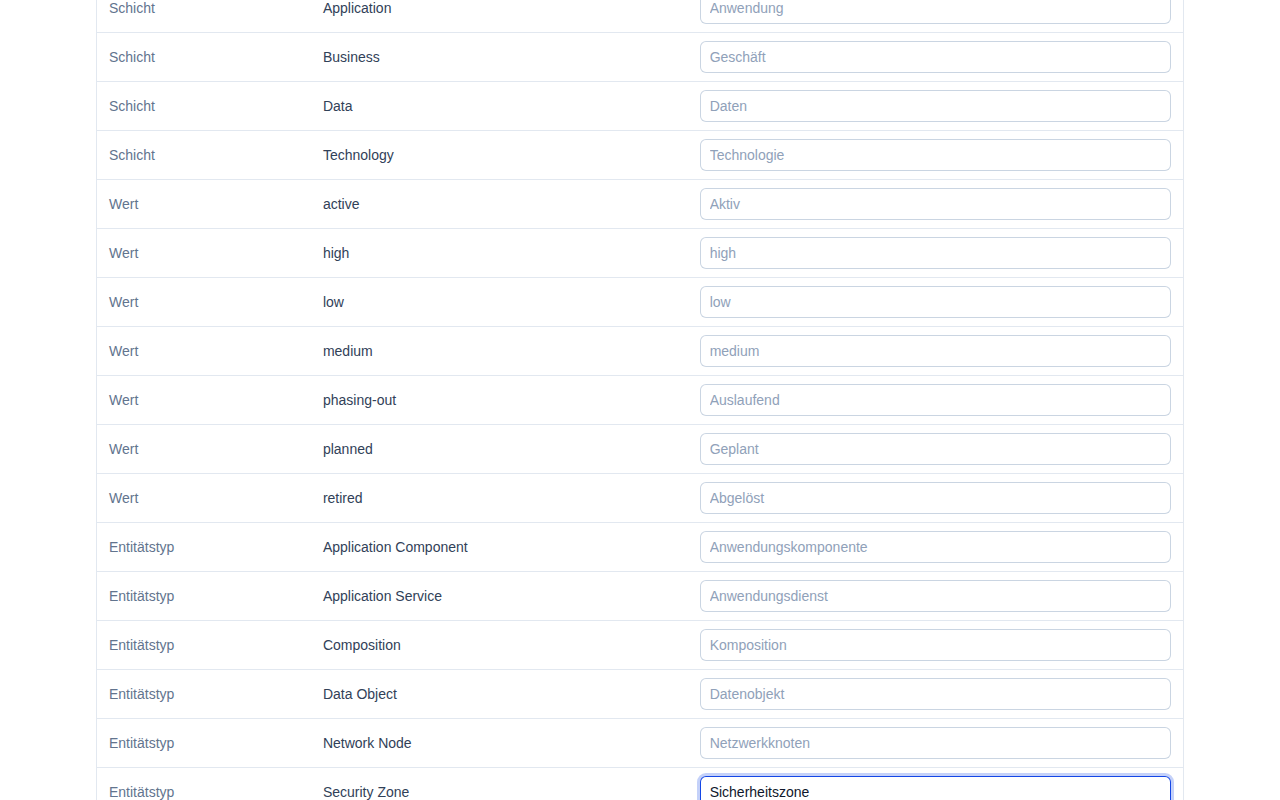 Schicht Application Anwendung
Schicht Business Geschäft
Schicht Data Daten
Schicht Technology Technologie
Wert active Aktiv
Wert high high
Wert low low
Wert medium medium
Wert phasing-out Auslaufend
Wert planned Geplant
Wert retired Abgelöst
Entitätstyp Application Component Anwendungskomponente
Entitätstyp Application Service Anwendungsdienst
Entitätstyp Composition Komposition
Entitätstyp Data Object Datenobjekt
Entitätstyp Network Node Netzwerkknoten
Entitätstyp Security Zone Sicherheitszone